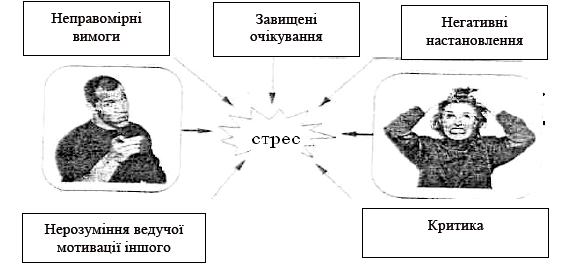 Неправомірні
вимоги
Завищені
очікування
Негативні
настановлення
стрес
Нерозуміння ведучої
мотивації іншого
Критика